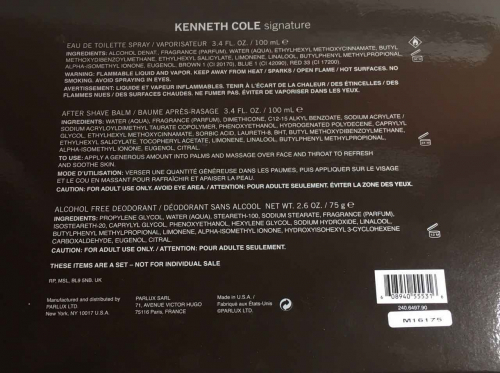 KENNETH COLE signature
EAU DE TOILETTE SPRAY / VAPORISATEUR 3.4 FL. OZ. / 100 mL ℮
INGREDIENTS: ALCOHOL DENAT., FRAGRANCE (PARFUM), WATER (AQUA), ETHYLHEXYL METHOXYCINNAMATE, BUTYL
METHOXYDIBENZOYLMETHANE, ETHYLHEXYL SALICYLATE, LIMONENE, LINALOOL, BUTYLPHENYL METHYLPROPIONAL,
ALPHA-ISOMETHYL IONONE, EUGENOL, BROWN 1 (CI 20170), BLUE 1 (CI 42090), RED 33 (CI 17200).
WARNING: FLAMMABLE LIQUID AND VAPOR. KEEP AWAY FROM HEAT / SPARKS / OPEN FLAME / HOT SURFACES. NO
SMOKING. AVOID SPRAYING IN EYES.
AVERTISSEMENT: LIQUIDE ET VAPEUR INFLAMMABLES. TENIR À L'ÉCART DE LA CHALEUR / DES ÉTINCELLES / DES
FLAMMES NUES / DES SURFACES CHAUDES. NE FUMER PAS. ÉVITER DE VAPORISER DANS LES YEUX.
AFTER SHAVE BALM / BAUME APRÈS-RASAGE 3.4 FL. OZ. / 100 mL ℮
INGREDIENTS: WATER (AQUA), FRAGRANCE (PARFUM), DIMETHICONE, C12-15 ALKYL BENZOATE, SODIUM ACRYLATE /
SODIUM ACRYLOYLDIMETHYL TAURATE COPOLYMER, PHENOXYETHANOL, HYDROGENATED POLYDECENE, CAPRYLYL
GLYCOL, ETHYLHEXYL METHOXYCINNAMATE, SORBIC ACID, LAURETH-8, BHT, BUTYL METHOXYDIBENZOYLMETHANE,
ETHYLHEXYL SALICYLATE, TOCOPHERYL ACETATE, LIMONENE, LINALOOL, BUTYLPHENYL METHYLPROPIONAL,
ALPHA-ISOMETHYL IONONE, EUGENOL, CITRAL.
TO USE: APPLY A GENEROUS AMOUNT INTO PALMS AND MASSAGE OVER FACE AND THROAT TO REFRESH
AND SOOTHE SKIN.
MODE D'UTILISATION: VERSER UNE QUANTITÉ GÉNÉREUSE DANS LES PAUMES, PUIS APPLIQUER SUR LE VISAGE
ET LE COU EN MASSANT POUR RAFRAÎCHIR ET APAISER LA PEAU.
CAUTION: FOR ADULT USE ONLY. AVOID EYE AREA. / ATTENTION: POUR ADULTE SEULEMENT. ÉVITER LA ZONE DES YEUX.
ALCOHOL FREE DEODORANT / DÉODORANT SANS ALCOOL NET WT. 2.6 OZ. / 75 g ℮
INGREDIENTS: PROPYLENE GLYCOL, WATER (AQUA), STEARETH-100, SODIUM STEARATE, FRAGRANCE (PARFUM),
ISOSTEARETH-20, CAPRYLYL GLYCOL, PHENOXYETHANOL, HEXYLENE GLYCOL, SODIUM HYDROXIDE, LINALOOL,
BUTYLPHENYL METHYLPROPIONAL, LIMONENE, ALPHA-ISOMETHYL IONONE, HYDROXYISOHEXYL 3-CYCLOHEXENE
CARBOXALDEHYDE, EUGENOL, CITRAL.
CAUTION: FOR ADULT USE ONLY. / ATTENTION: POUR ADULTE SEULEMENT.
THESE ITEMS ARE A SET – NOT FOR INDIVIDUAL SALE
RP, MSL, BL9 5NB. UK
Manufactured and distributed by
PARLUX LTD.
New York, NY 10017 U.S.A.
PARLUX SARL
71, AVENUE VICTOR-HUGO
75116 Paris, FRANCE
Made in U.S.A. /
Fabriqué aux États-Unis
©PARLUX LTD.
6 08940 55531 6
240.6497.90
M16175